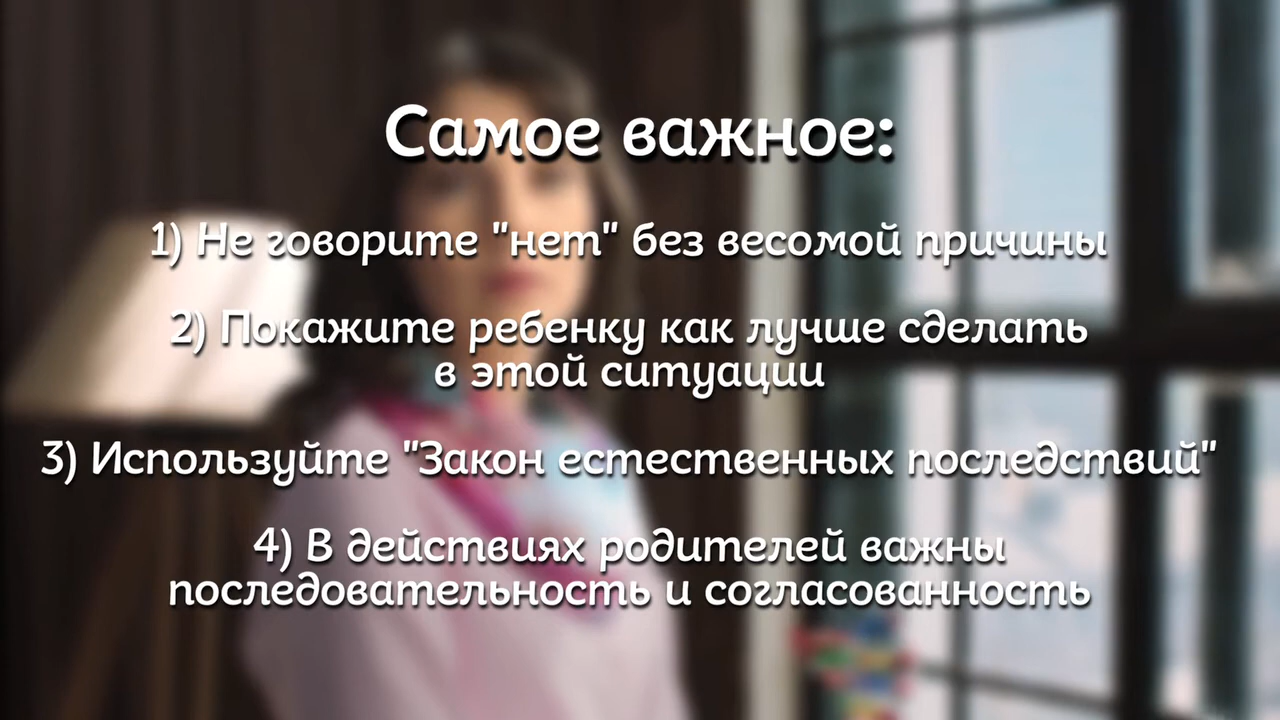 Самое важное:
1) Не говорите "нет" без весомой причины
2) Покажите ребенку как лучше сделать
в этой ситуации
3) Используйте "Закон естественных последствий"
4) В действиях родителей важны
последовательность и согласованность